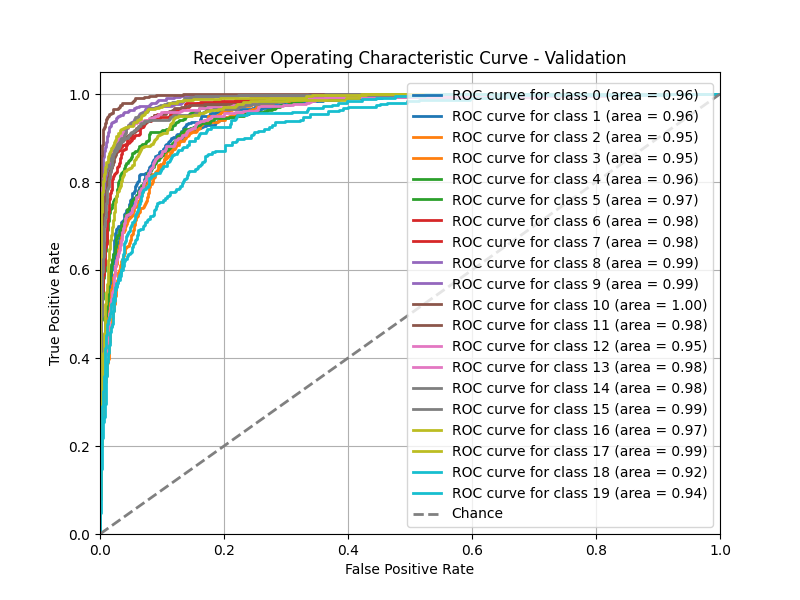 Receiver Operating Characteristic Curve - Validation
True Positive Rate
1.0
0.8
0.6
0.4
0.2
0.0
ROC curve for class 0 (area = 0.96)
ROC curve for class 1 (area = 0.96)
ROC curve for class 2 (area = 0.95)
ROC curve for class 3 (area = 0.95)
ROC curve for class 4 (area = 0.96)
ROC curve for class 5 (area = 0.97)
ROC curve for class 6 (area = 0.98)
ROC curve for class 7 (area = 0.98)
ROC curve for class 8 (area = 0.99)
ROC curve for class 9 (area = 0.99)
ROC curve for class 10 (area = 1.00)
ROC curve for class 11 (area = 0.98)
ROC curve for class 12 (area = 0.95)
ROC curve for class 13 (area = 0.98)
ROC curve for class 14 (area = 0.98)
ROC curve for class 15 (area = 0.99)
ROC curve for class 16 (area = 0.97)
ROC curve for class 17 (area = 0.99)
ROC curve for class 18 (area = 0.92)
ROC curve for class 19 (area = 0.94)
Chance
0.0 0.2 0.4 0.6 0.8 1.0
False Positive Rate